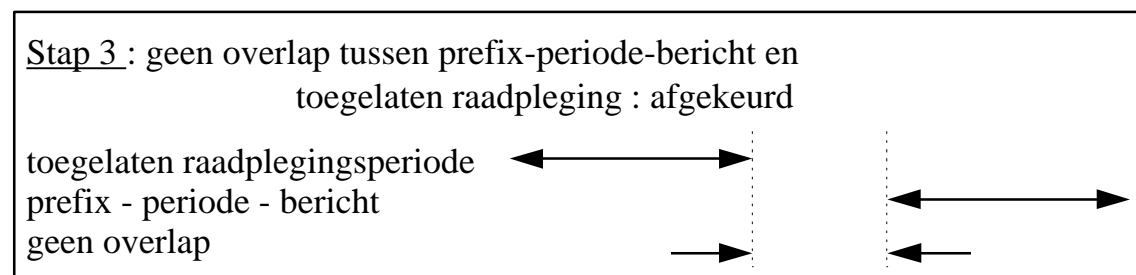 Stap 3 : geen overlap tussen prefix-periode-bericht en
toegelaten raadpleging : afgekeurd
toegelaten raadplegingsperiode
prefix - periode - bericht
geen overlap